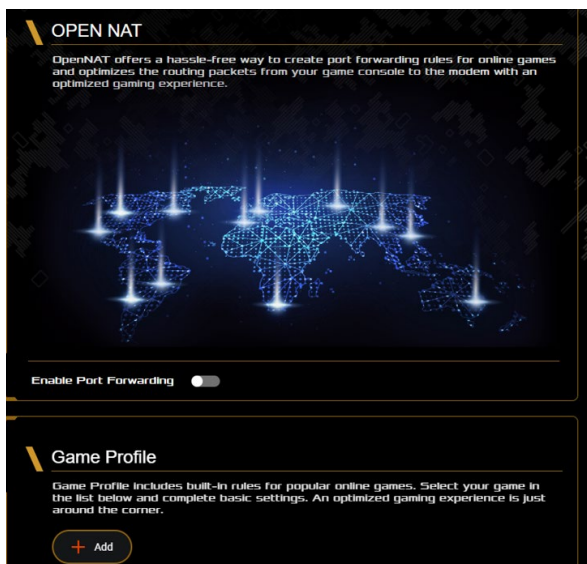 OPEN NAT
OpenNAT offers a hassle-free way to create port forwarding rules for online games
and optimizes the routing packets from your game console to the modem with an
optimized gaming experience.
Enable Port Forwarding
Game Profile
Game Profile includes built-in rules for popular online games. Select your game in
the list below and complete basic settings. An optimized gaming experience is just
around the corner.
+ Add